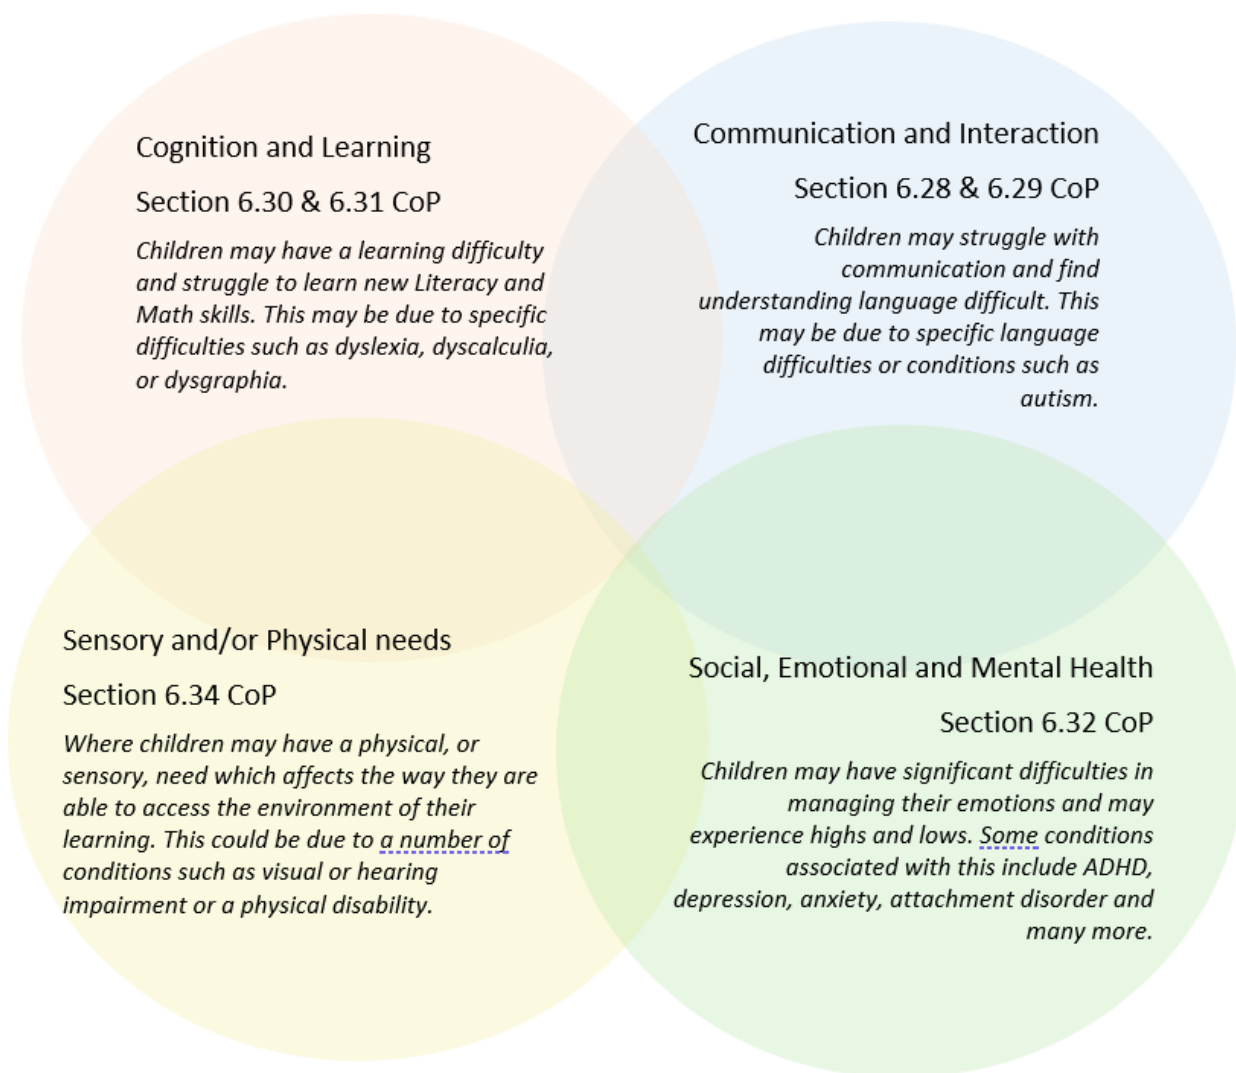 Cognition and Learning
Section 6.30 & 6.31 CoP
Children may have a learning difficulty
and struggle to learn new Literacy and
Math skills. This may be due to specific
difficulties such as dyslexia, dyscalculia,
or dysgraphia.
Communication and Interaction
Section 6.28 & 6.29 CoP
Children may struggle with
communication and find
understanding language difficult. This
may be due to specific language
difficulties or conditions such as
autism.
Sensory and/or Physical needs
Section 6.34 CoP
Where children may have a physical, or
sensory, need which affects the way they are
able to access the environment of their
learning. This could be due to a number of
conditions such as visual or hearing
impairment or a physical disability.
Social, Emotional and Mental Health
Section 6.32 CoP
Children may have significant difficulties in
managing their emotions and may
experience highs and lows. Some conditions
associated with this include ADHD,
depression, anxiety, attachment disorder and
many more.